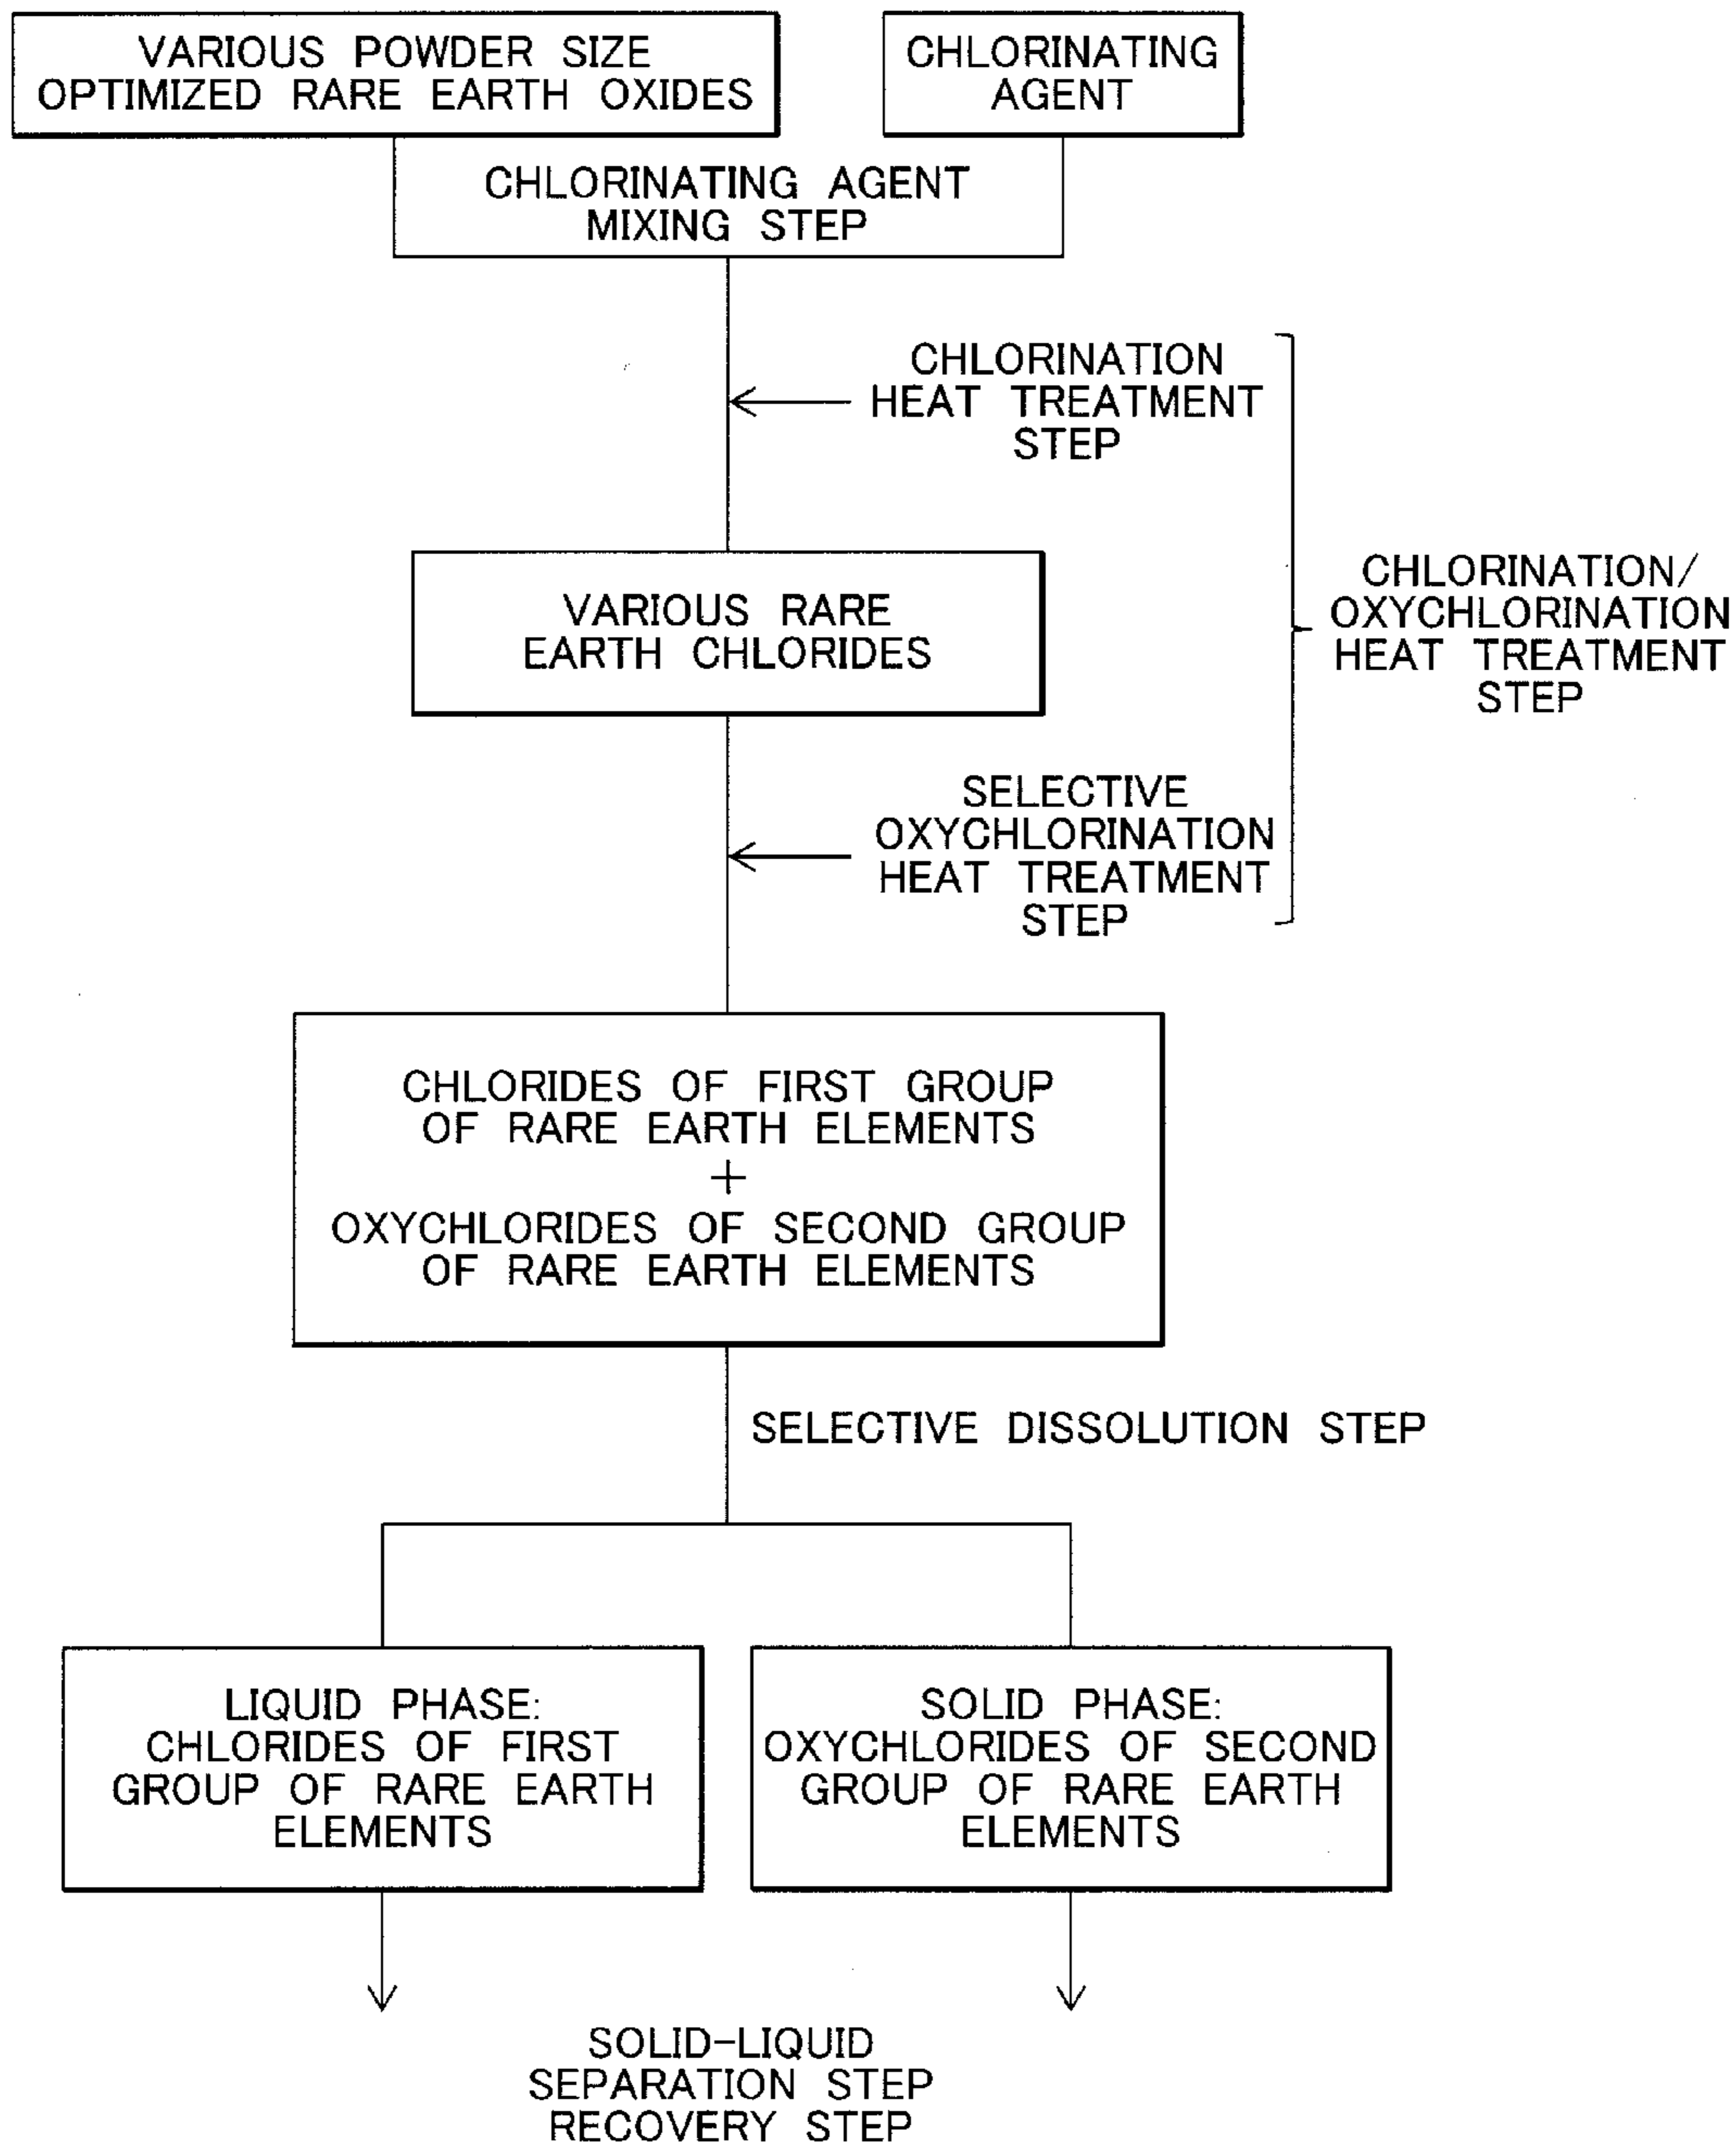 VARIOUS POWDER SIZE
OPTIMIZED RARE EARTH OXIDES
CHLORINATING
AGENT
CHLORINATING AGENT
MIXING STEP
CHLORINATION
HEAT TREATMENT
STEP
VARIOUS RARE
EARTH CHLORIDES
CHLORINATION/
OXYCHLORINATION
HEAT TREATMENT
STEP
SELECTIVE
OXYCHLORINATION
HEAT TREATMENT
STEP
CHLORIDES OF FIRST GROUP
OF RARE EARTH ELEMENTS
+
OXYCHLORIDES OF SECOND GROUP
OF RARE EARTH ELEMENTS
SELECTIVE DISSOLUTION STEP
LIQUID PHASE:
CHLORIDES OF FIRST
GROUP OF RARE EARTH
ELEMENTS
SOLID PHASE:
OXYCHLORIDES OF SECOND
GROUP OF RARE EARTH
ELEMENTS
SOLID-LIQUID
SEPARATION STEP
RECOVERY STEP